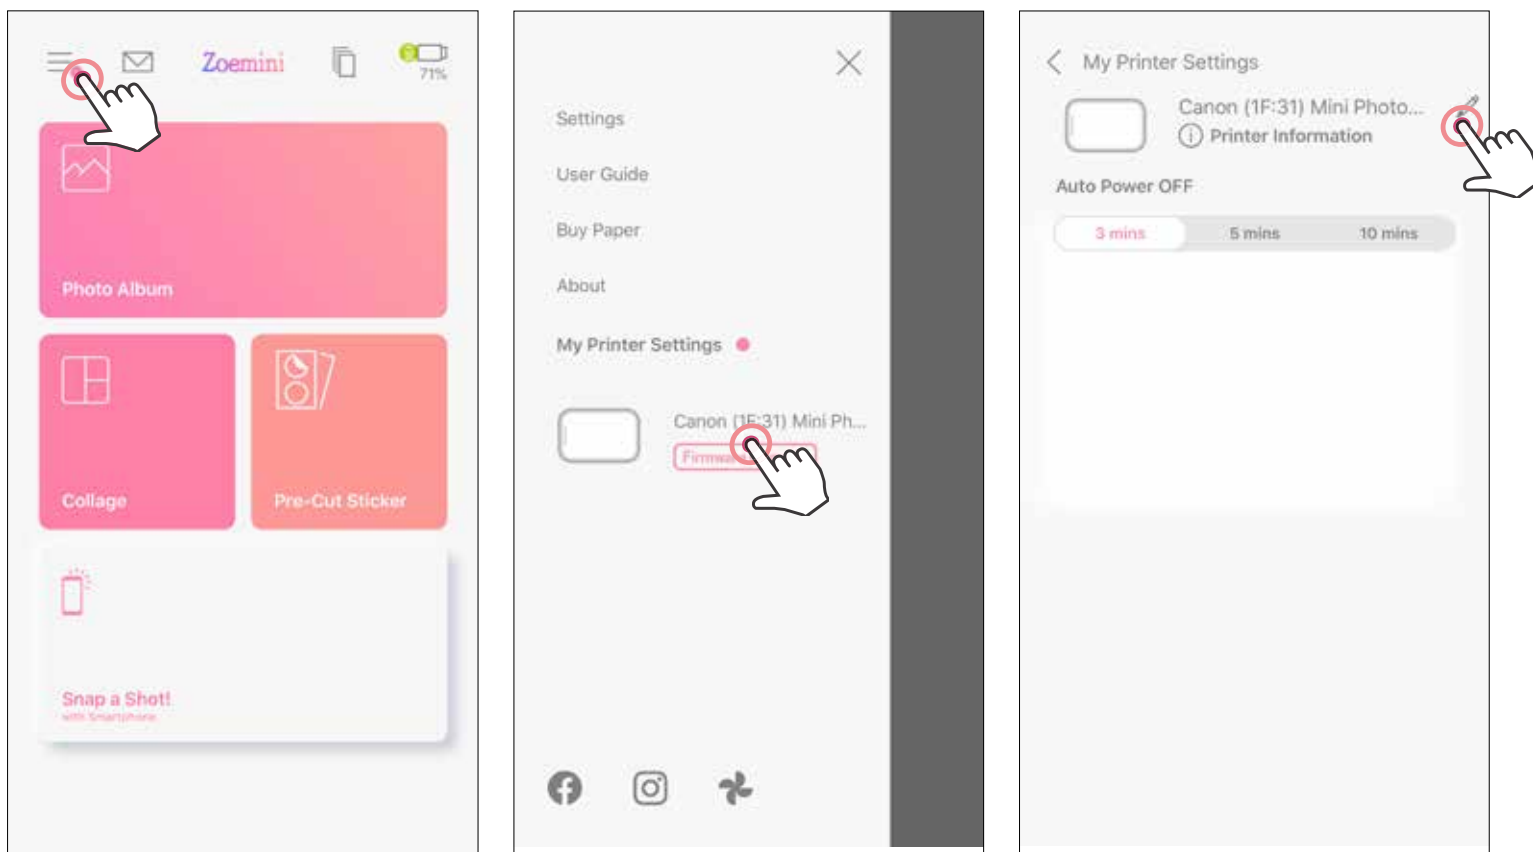 Zoemini
71%
Photo Album
Collage
Pre-Cut Sticker
Snap a Shot!
with Smartphone
Settings
User Guide
Buy Paper
About
My Printer Settings
Canon (1F:31) Mini Ph...
My Printer Settings
Canon (1F:31) Mini Photo...
Printer Information
Auto Power OFF
3 mins 5 mins 10 mins